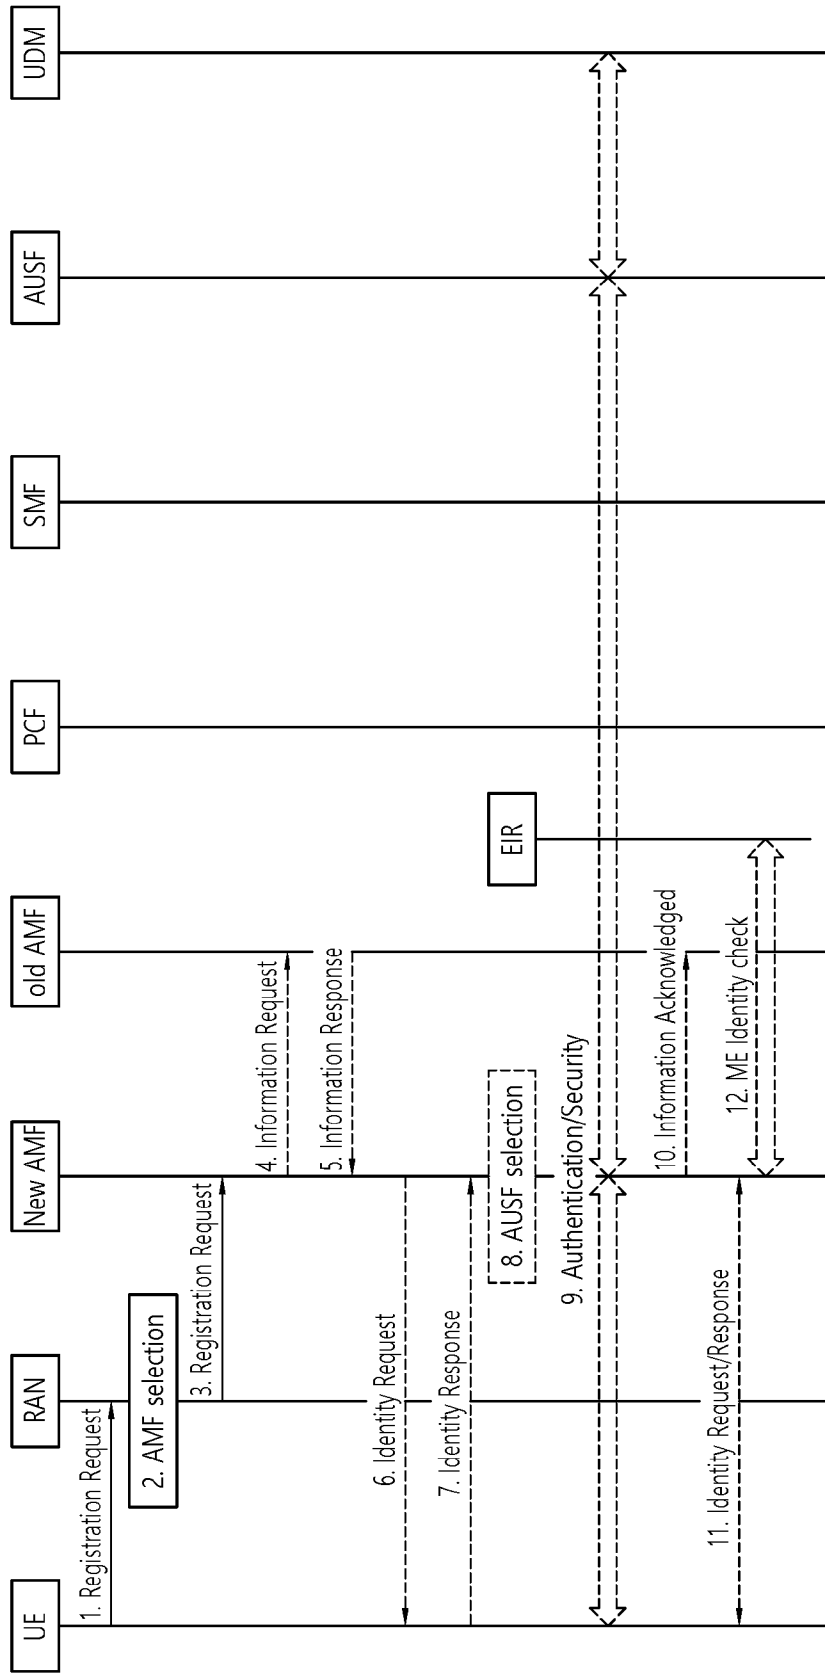 UE
RAN
New AMF
old AMF
PCF
SMF
AUSF
UDM
1. Registration Request
2. AMF selection
3. Registration Request
4. Information Request
5. Information Response
6. Identity Request
7. Identity Response
8. AUSF selection
EIR
9. Authentication/Security
10. Information Acknowledged
11. Identity Request/Response
12. ME Identity check